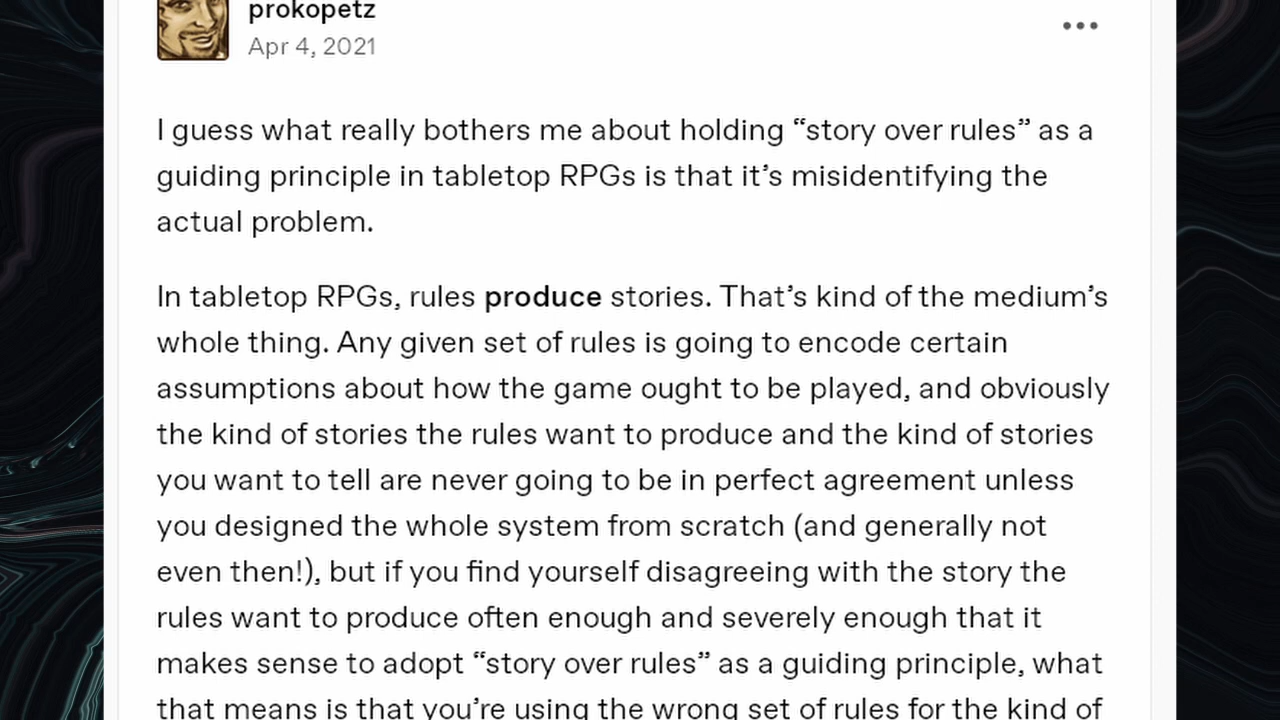 prokopetz
Apr 4, 2021
I guess what really bothers me about holding “story over rules” as a
guiding principle in tabletop RPGs is that it’s misidentifying the
actual problem.
In tabletop RPGs, rules produce stories. That’s kind of the medium’s
whole thing. Any given set of rules is going to encode certain
assumptions about how the game ought to be played, and obviously
the kind of stories the rules want to produce and the kind of stories
you want to tell are never going to be in perfect agreement unless
you designed the whole system from scratch (and generally not
even then!), but if you find yourself disagreeing with the story the
rules want to produce often enough and severely enough that it
makes sense to adopt “story over rules” as a guiding principle, what
that means is that you’re using the wrong set of rules for the kind of